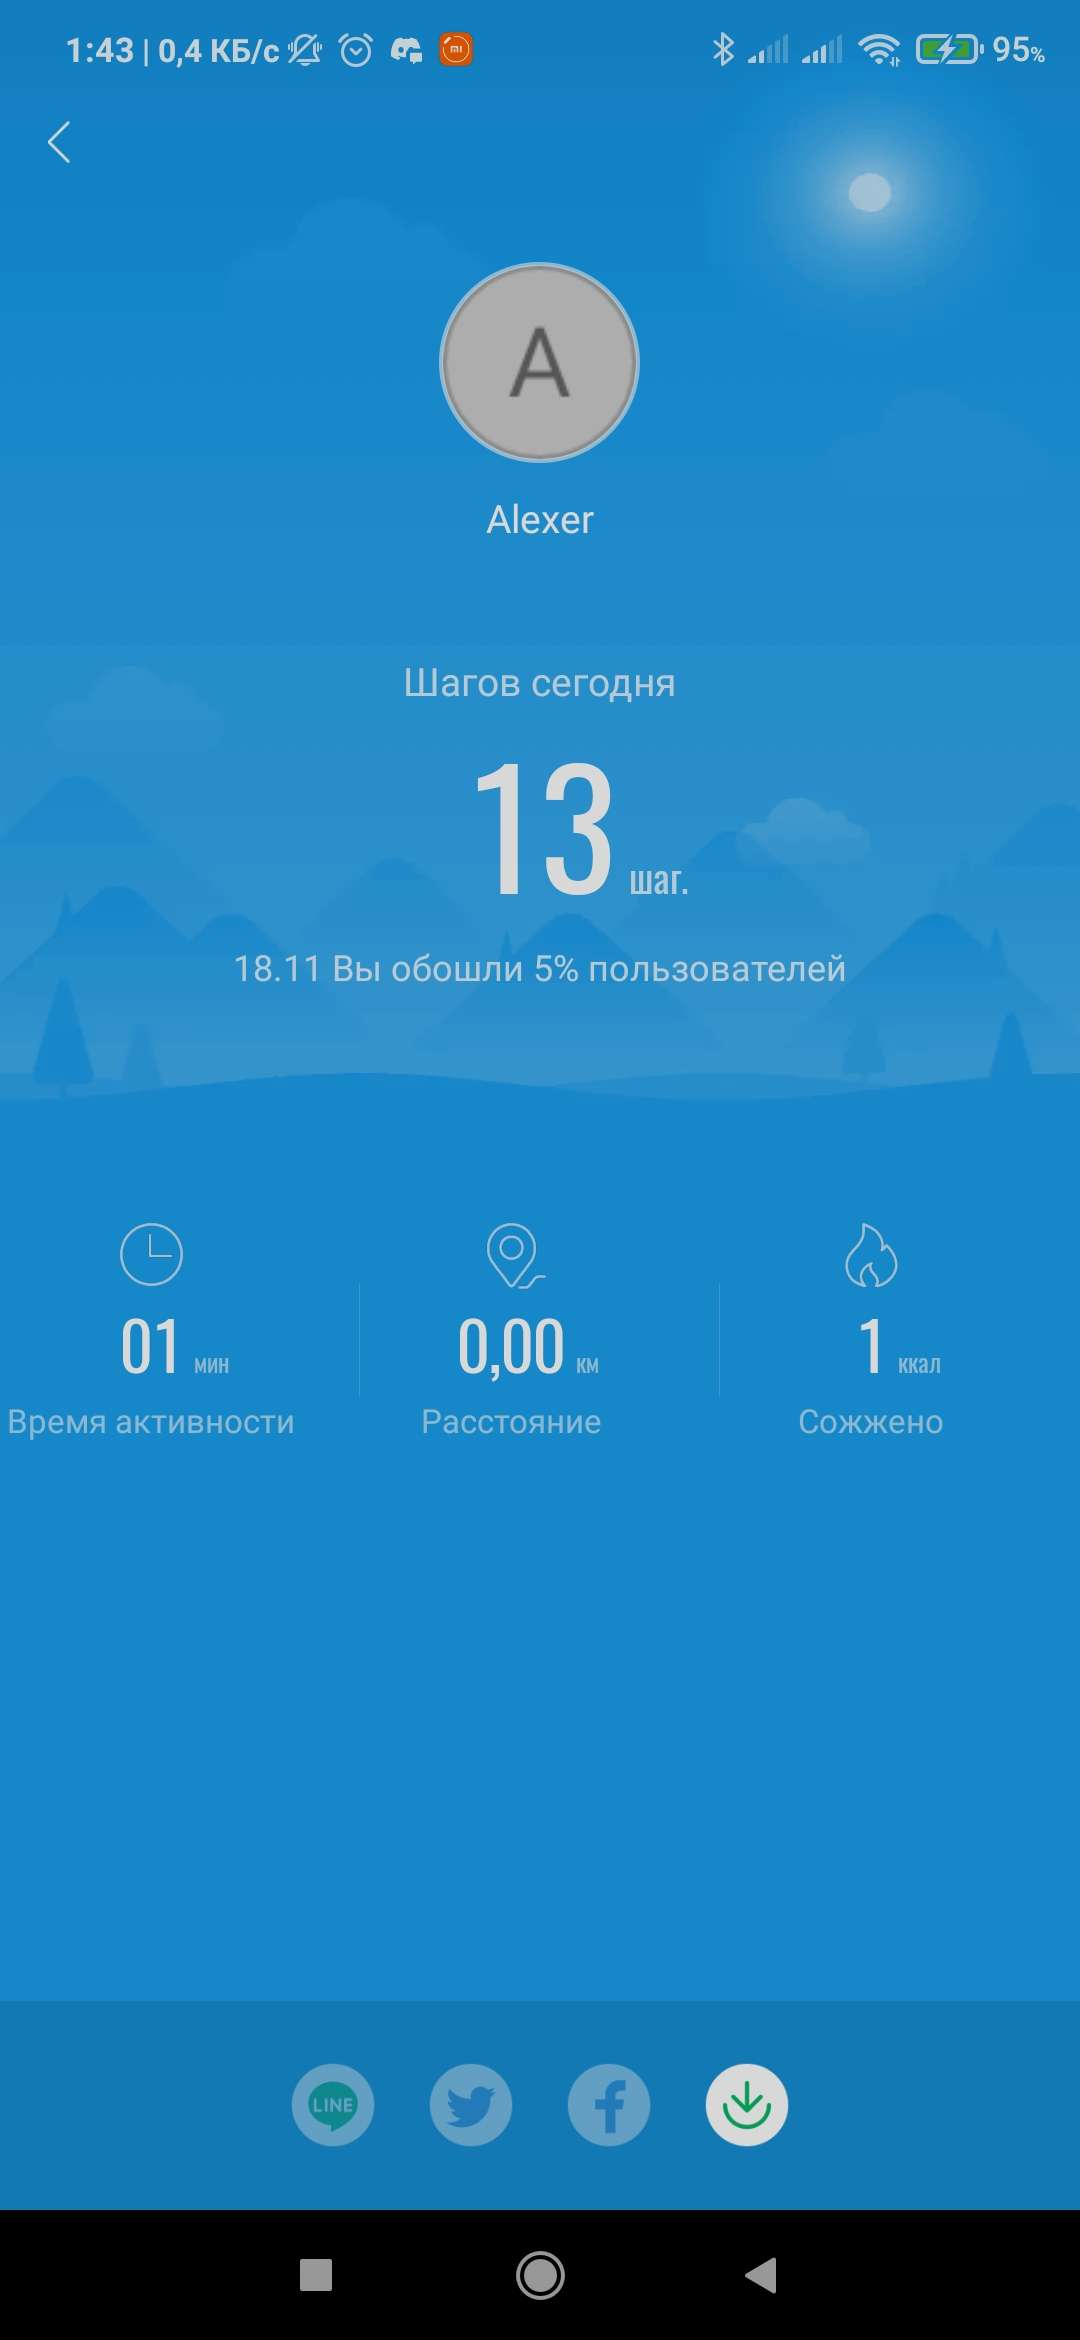 1:43 | 0,4 КБ/с mi 95%
A
Alexer
Шагов сегодня
13 шаг.
18.11 Вы обошли 5% пользователей
01 мин 0,00 км 1 ккал
Время активности Расстояние Сожжено
LINE